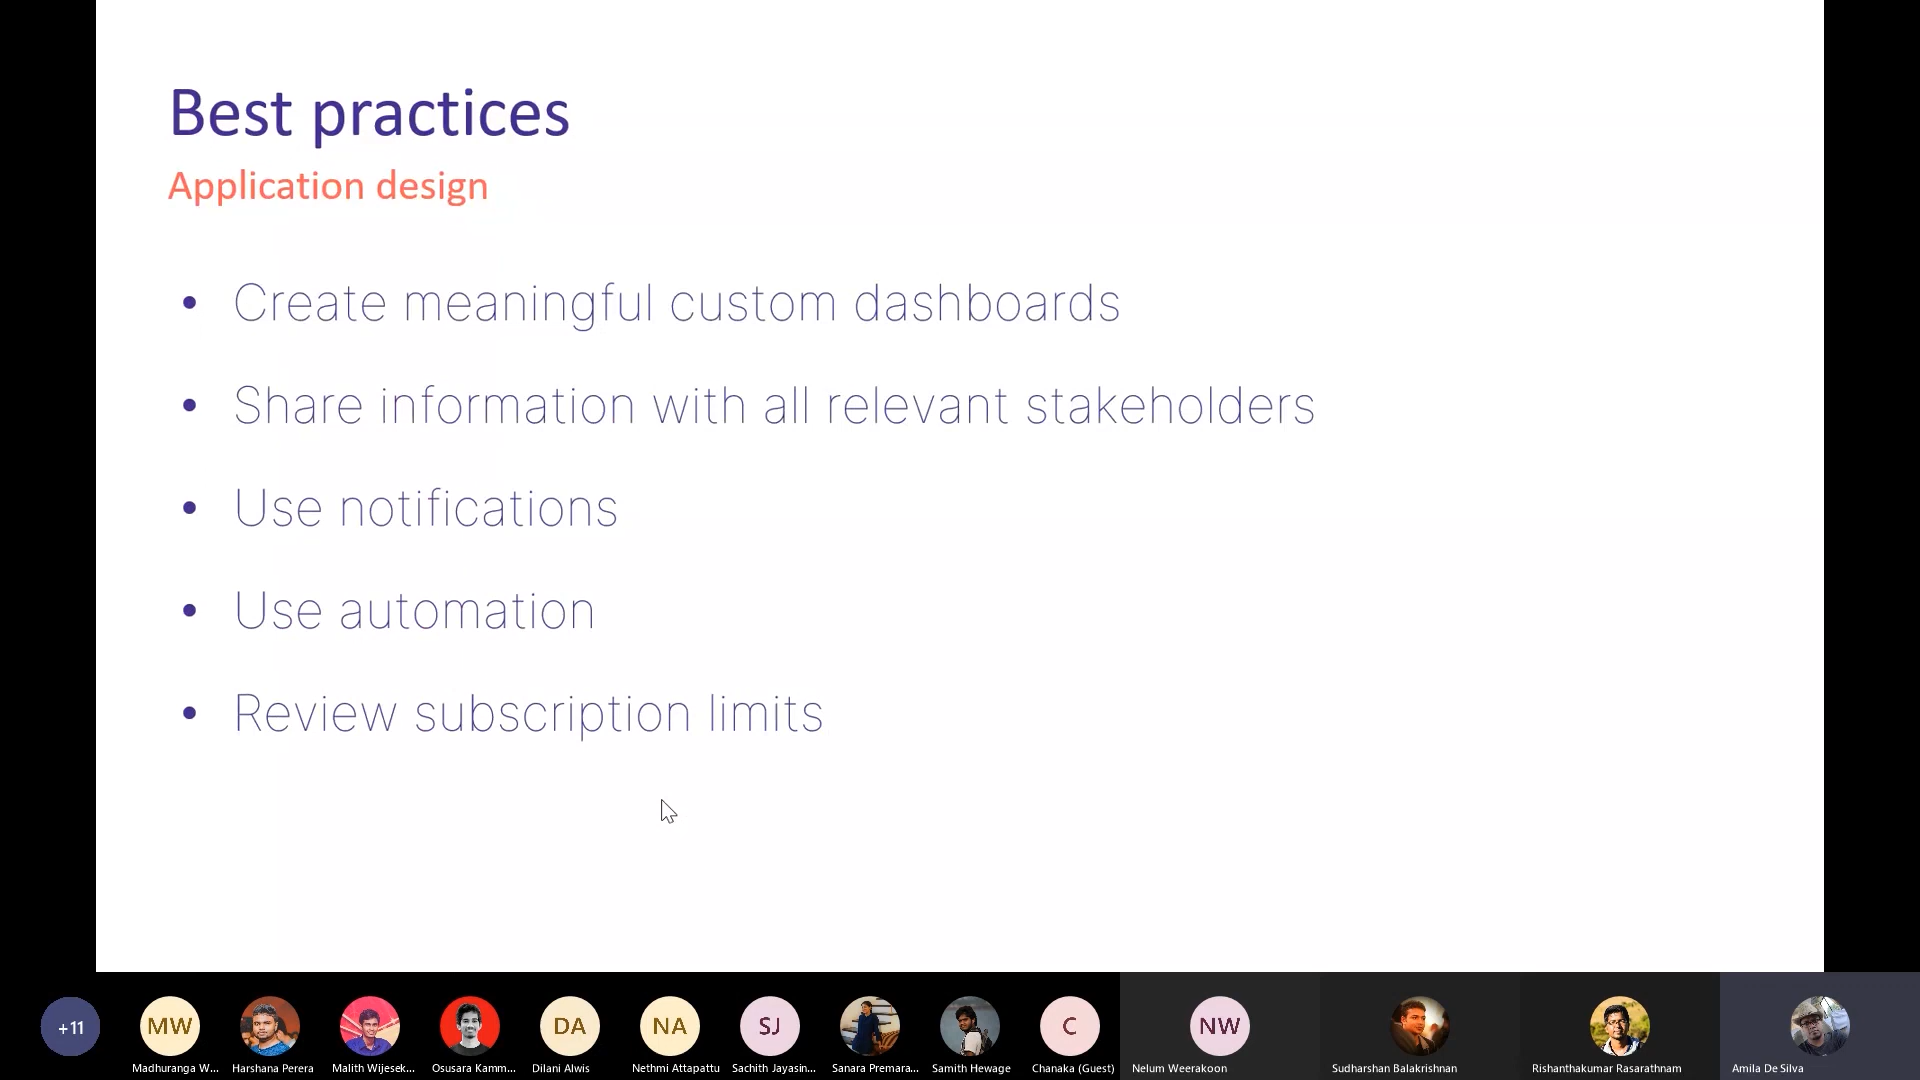 Best practices
Application design
• Create meaningful custom dashboards
• Share information with all relevant stakeholders
• Use notifications
• Use automation
• Review subscription limits
+11
MW
DA
NA
SJ
C
NW
Madhuranga W...
Harshana Perera
Malith Wijesek...
Osusara Kamm...
Dilani Alwis
Nethmi Attapattu
Sachith Jayasin...
Sanara Premara...
Samith Hewage
Chanaka (Guest)
Nelum Weerakoon
Sudharshan Balakrishnan
Rishanthakumar Rasarathnam
Amila De Silva